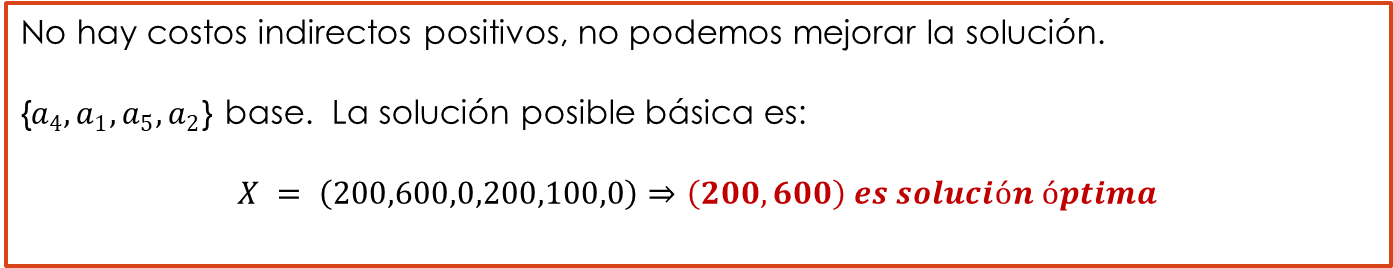 No hay costos indirectos positivos, no podemos mejorar la solución.
{𝑎₄, 𝑎₁, 𝑎₅, 𝑎₂} base. La solución posible básica es:
𝑋 = (200,600,0,200,100,0) ⇒ (200, 600) es solución óptima